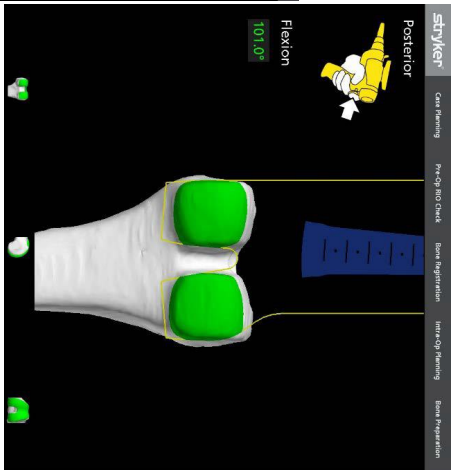 stryker
Case Planning
Pre-Op RIO Check
Bone Registration
Intra-Op Planning
Bone Preparation
Posterior
Flexion
101.0°